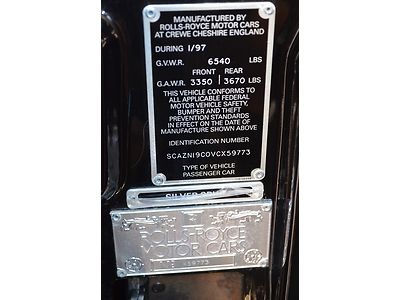 MANUFACTURED BY
ROLLS-ROYCE MOTOR CARS
AT CREWE CHESHIRE ENGLAND
DURING 1/97
G.V.W.R. 6540 LBS
FRONT REAR
G.A.W.R. 3350 3670 LBS
THIS VEHICLE CONFORMS TO
ALL APPLICABLE FEDERAL
MOTOR VEHICLE SAFETY,
BUMPER AND THEFT
PREVENTION STANDARDS
IN EFFECT ON THE DATE OF
MANUFACTURE SHOWN ABOVE
IDENTIFICATION NUMBER
SCAZN19C0VCX59773
TYPE OF VEHICLE
PASSENGER CAR
SILVER
ROLLS-ROYCE
MOTOR CARS
X59773